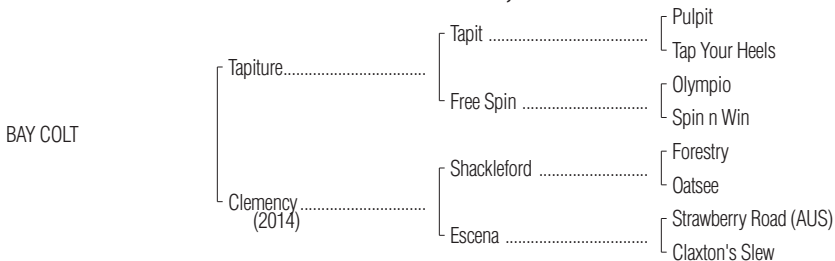 Pulpit
Tapit ........................................
Tap Your Heels
Tapiture..................................
Olympio
Free Spin .....................................
Spin n Win
BAY COLT
Forestry
Shackleford ................................
Oatsee
Clemency ..............................
(2014)
Strawberry Road (AUS)
Escena ........................................
Claxton's Slew